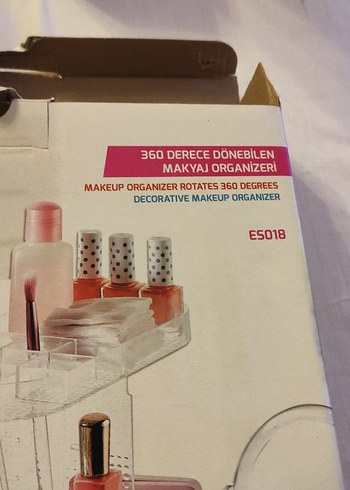 360 DERECE DÖNEBİLEN
MAKYAJ ORGANİZERİ
MAKEUP ORGANIZER ROTATES 360 DEGREES
DECORATIVE MAKEUP ORGANIZER
ES018